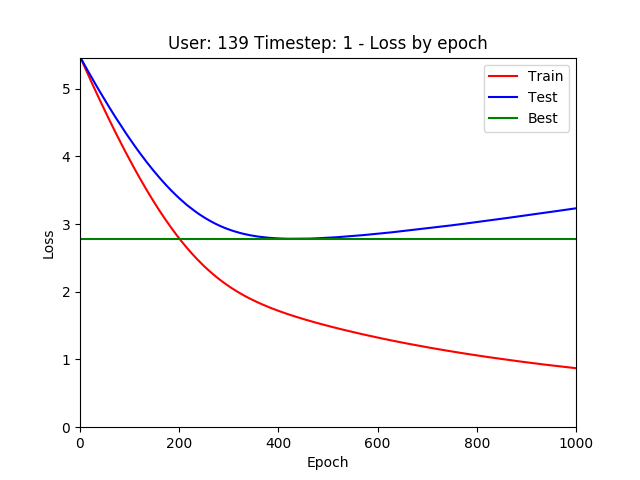 User: 139 Timestep: 1 - Loss by epoch
Train
Test
Best
5
4
3
2
1
0
Loss
0 200 400 600 800 1000
Epoch